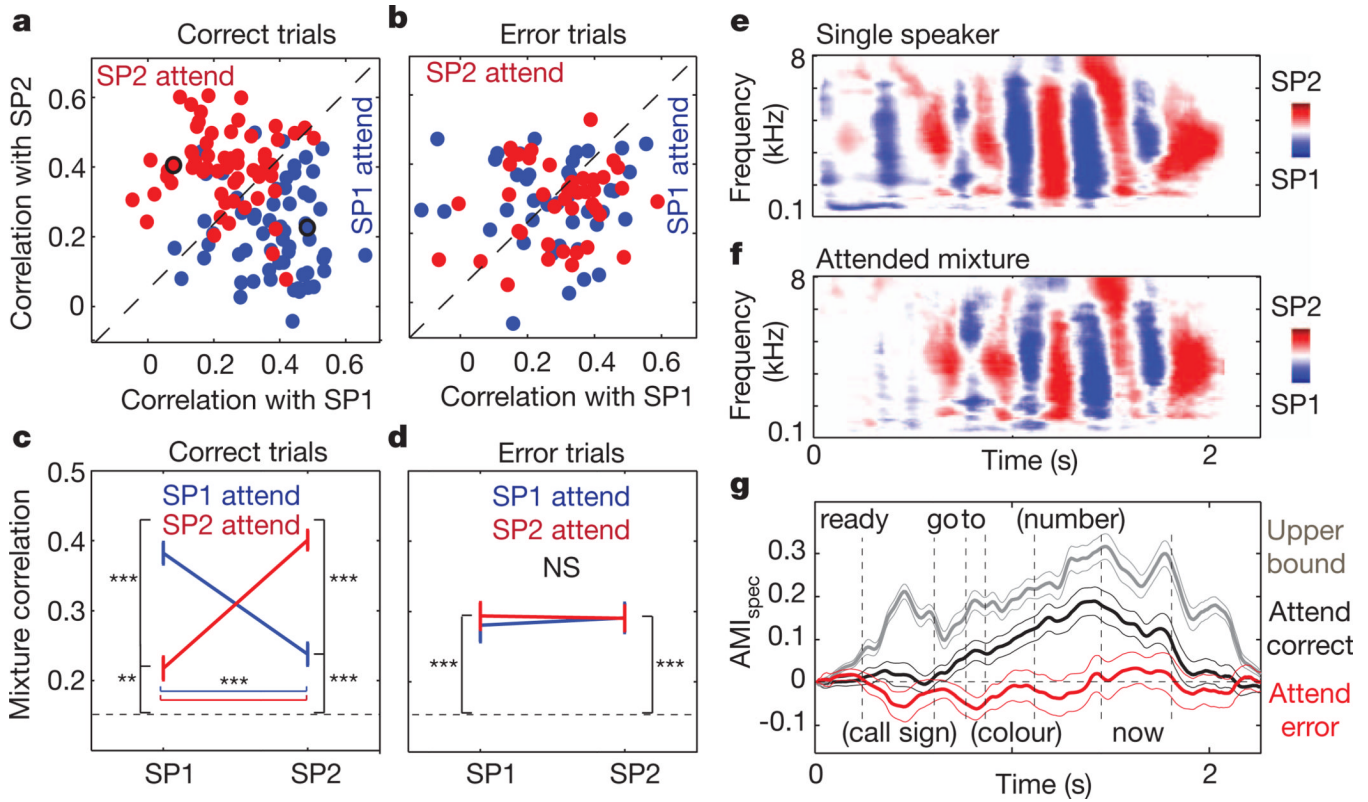 a
Correct trials
SP2 attend
SP1 attend
Correlation with SP2
0.6
0.4
0.2
0
0 0.2 0.4 0.6
Correlation with SP1
b
Error trials
SP2 attend
SP1 attend
0 0.2 0.4 0.6
Correlation with SP1
c
Correct trials
SP1 attend
SP2 attend
Mixture correlation
0.5
0.4
0.3
0.2
***
**
***
***
***
SP1 SP2
d
Error trials
SP1 attend
SP2 attend
NS
***
***
SP1 SP2
e
Single speaker
Frequency
(kHz)
8
0.1
SP2
SP1
f
Attended mixture
Frequency
(kHz)
8
0.1
SP2
SP1
0 2
Time (s)
g
ready go to (number)
AMIspec
0.3
0.2
0.1
0
-0.1
(call sign) (colour) now
0 2
Time (s)
Upper
bound
Attend
correct
Attend
error